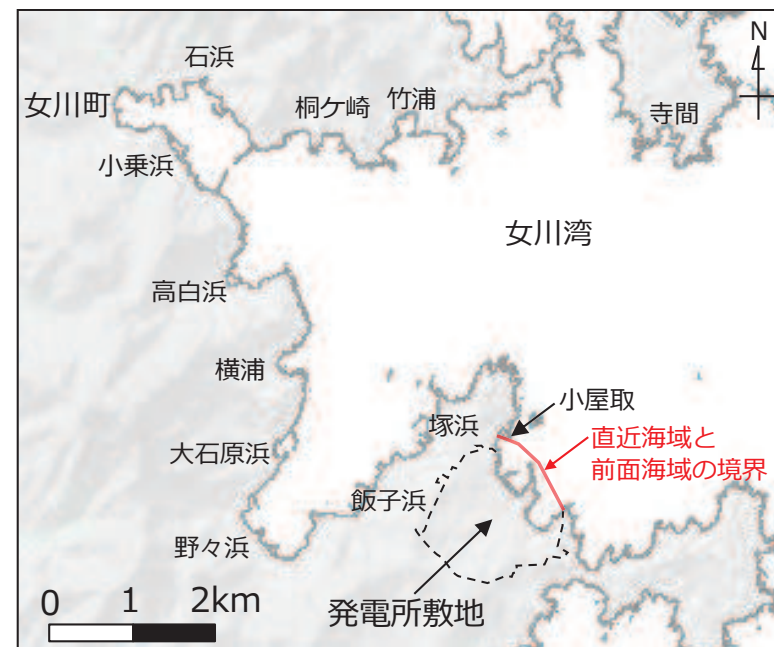 石浜
N
女川町
桐ケ崎
竹浦
寺間
小乗浜
女川湾
高白浜
横浦
小屋取
塚浜
直近海域と
前面海域の境界
大石原浜
飯子浜
野々浜
0 1 2km
発電所敷地